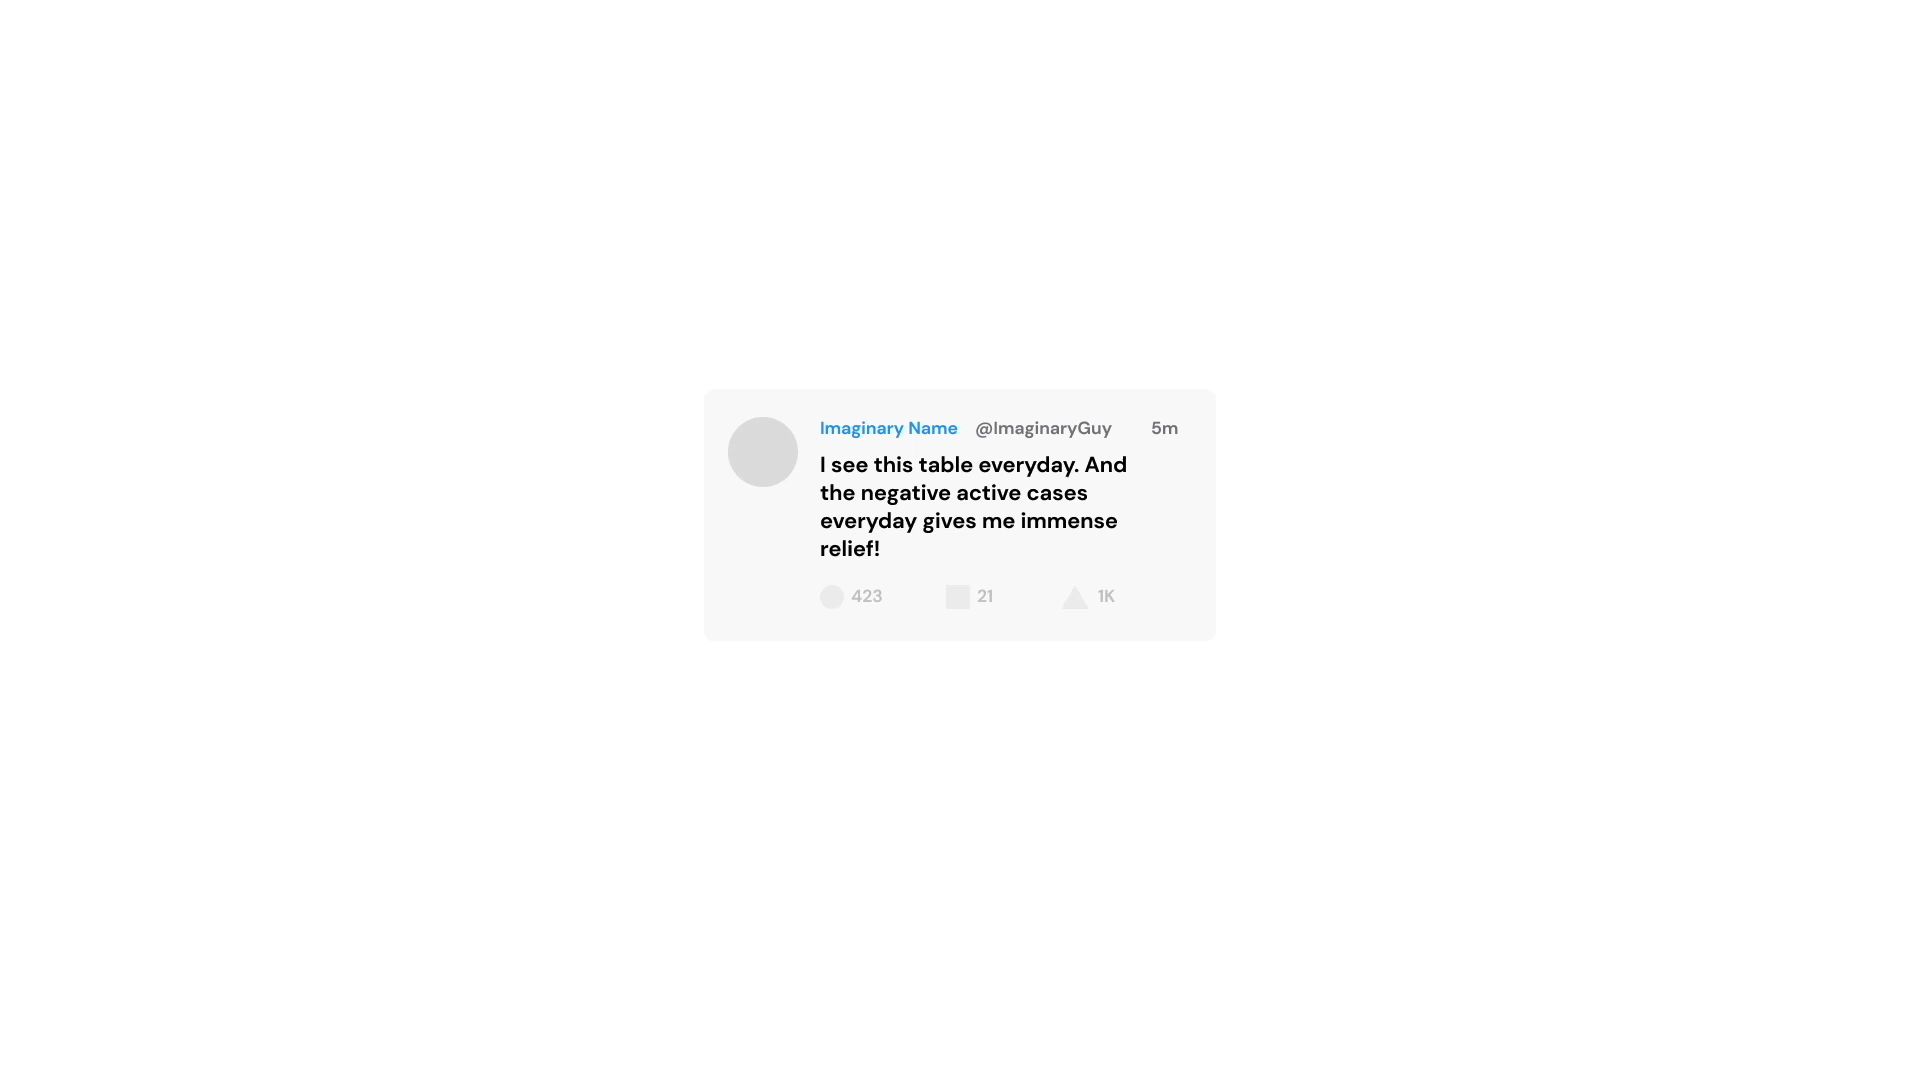 Imaginary Name @ImaginaryGuy 5m
I see this table everyday. And
the negative active cases
everyday gives me immense
relief!
423 21 1K